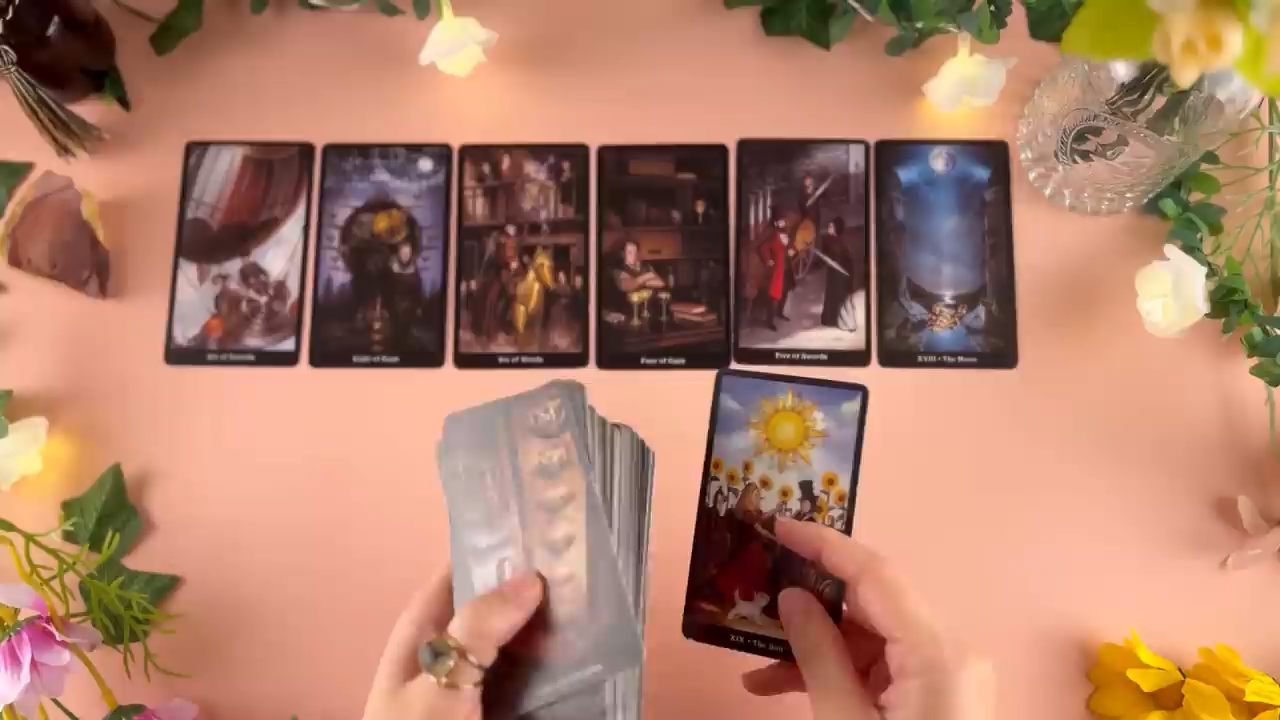 Six of Swords
Eight of Cups
Six of Wands
Four of Cups
Five of Swords
XVIII • The Moon
XIX • The Sun